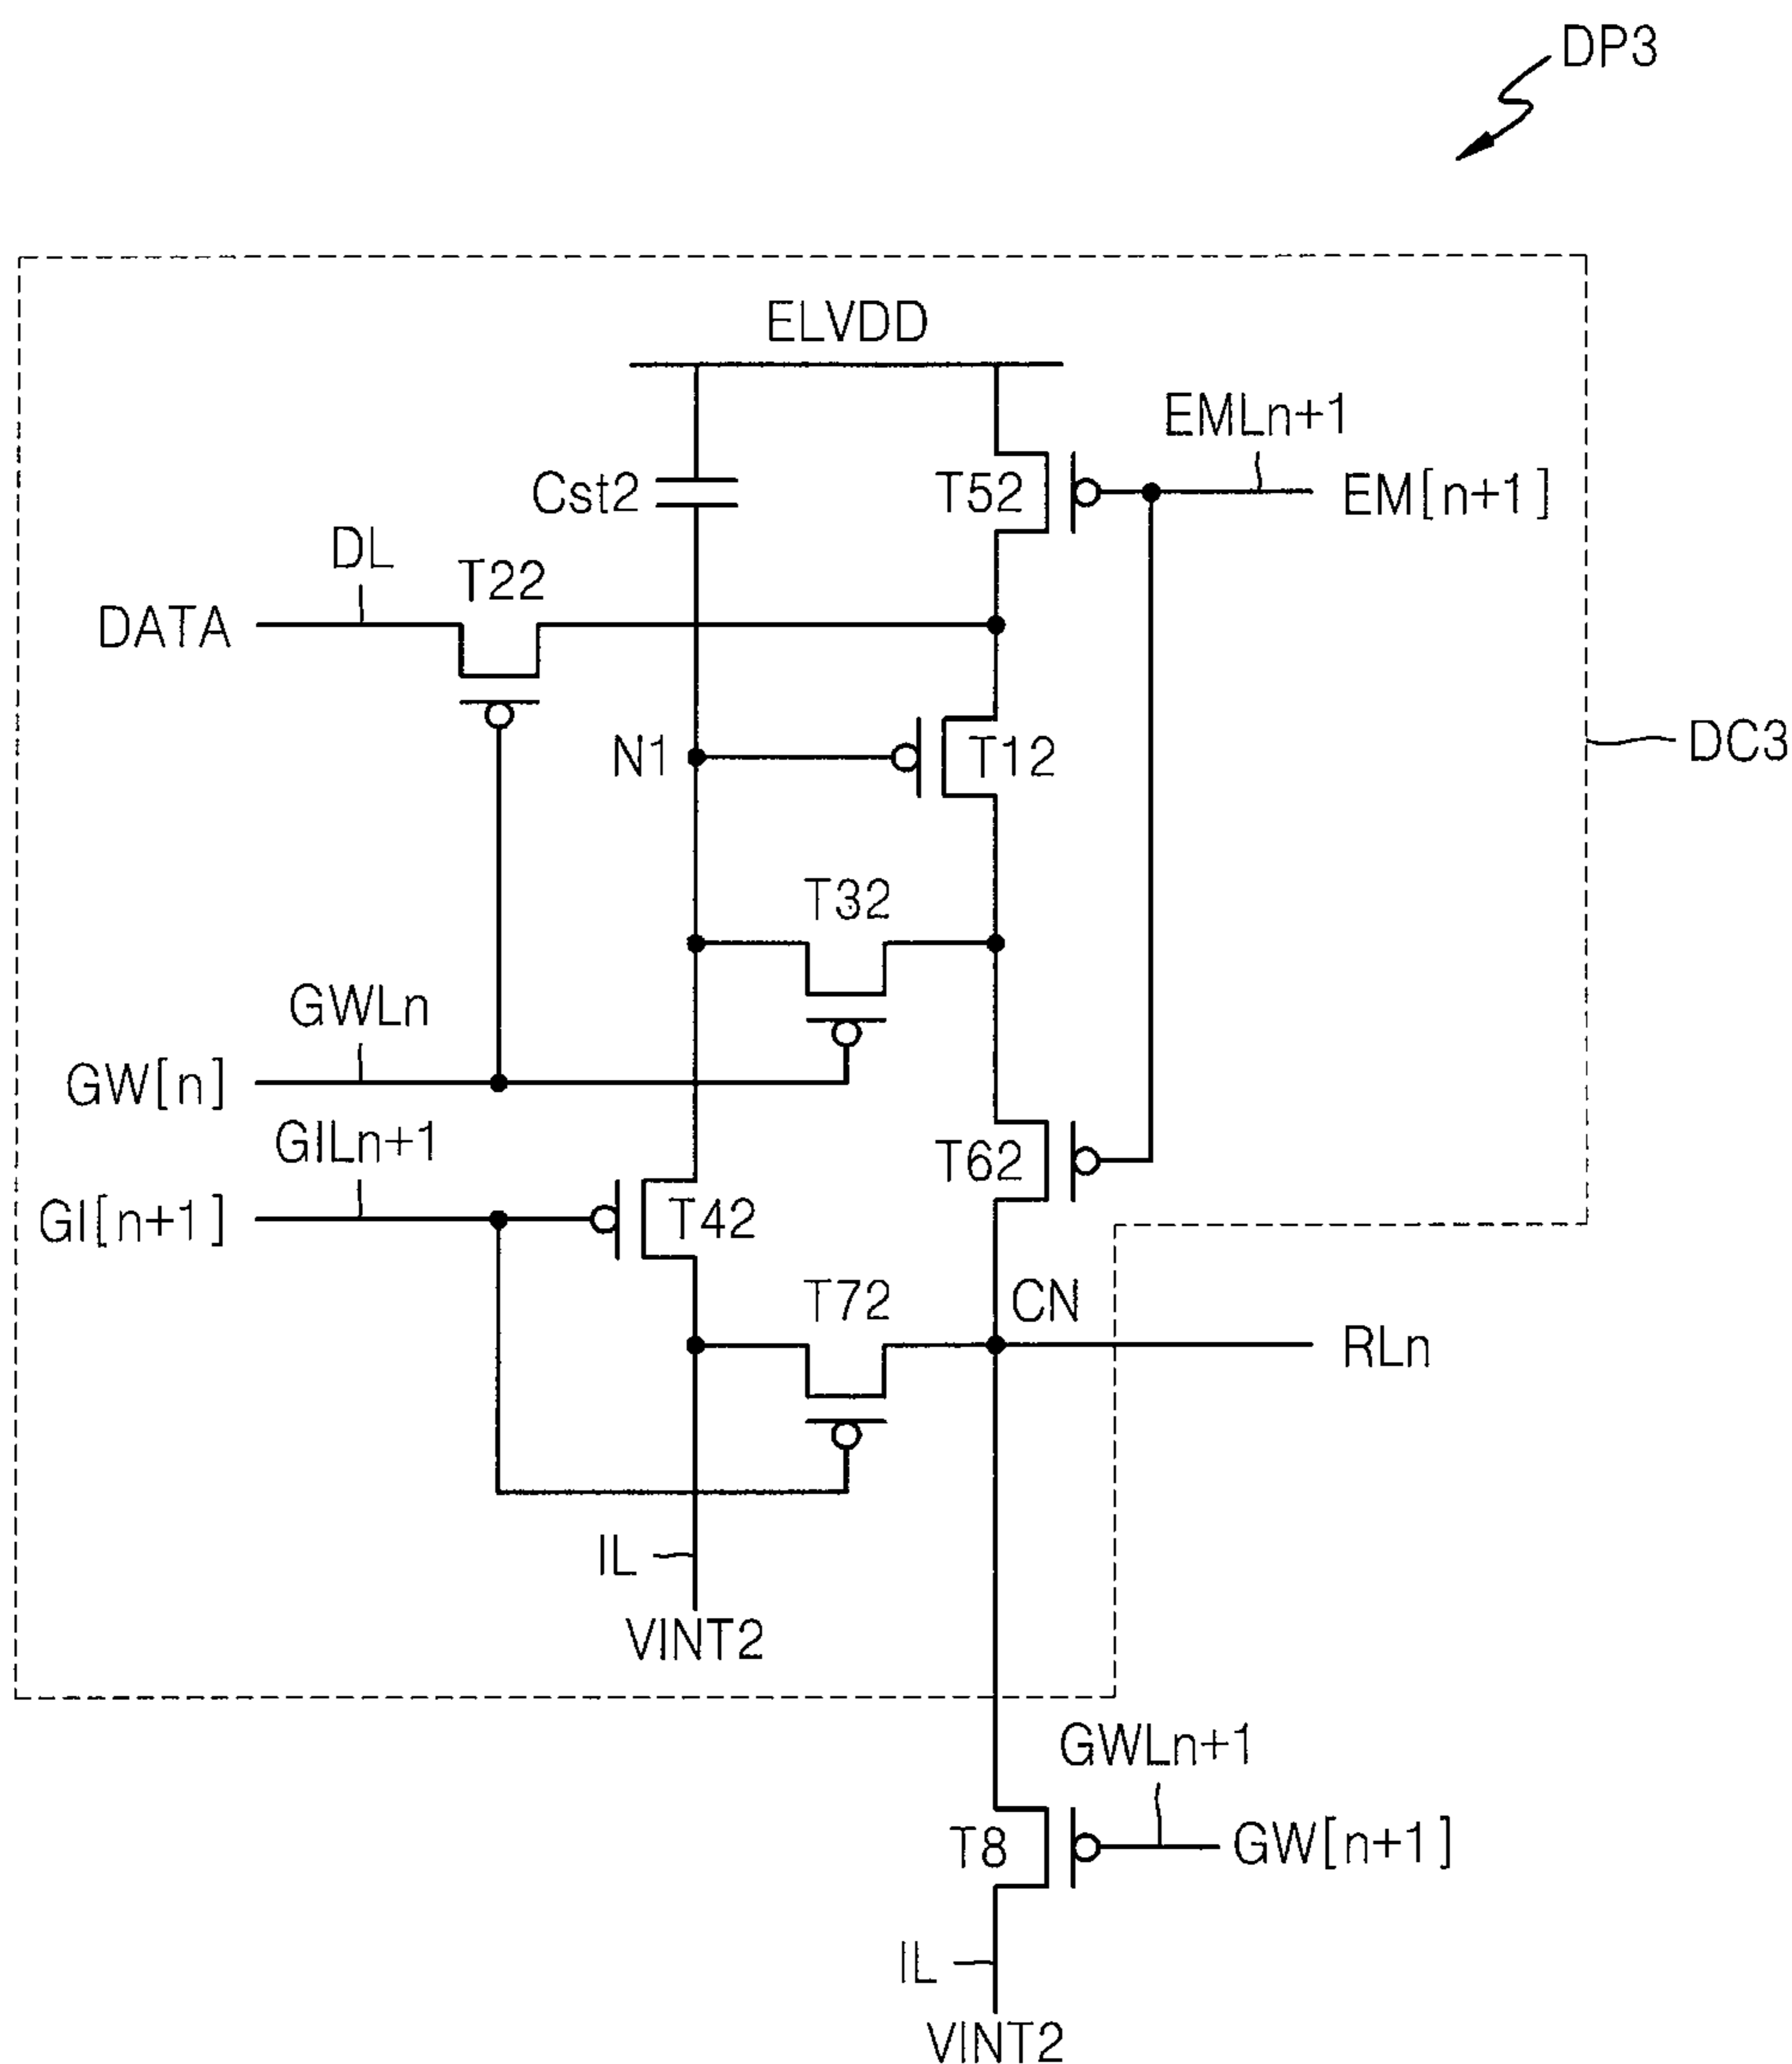 DP3
ELVDD
EMLn+1
Cst2
T52
EM[n+1]
DL
T22
DATA
N1
T12
DC3
T32
GWLn
GW[n]
GILn+1
T62
GI[n+1]
T42
T72
CN
RLn
IL
VINT2
GWLn+1
T8
GW[n+1]
IL
VINT2